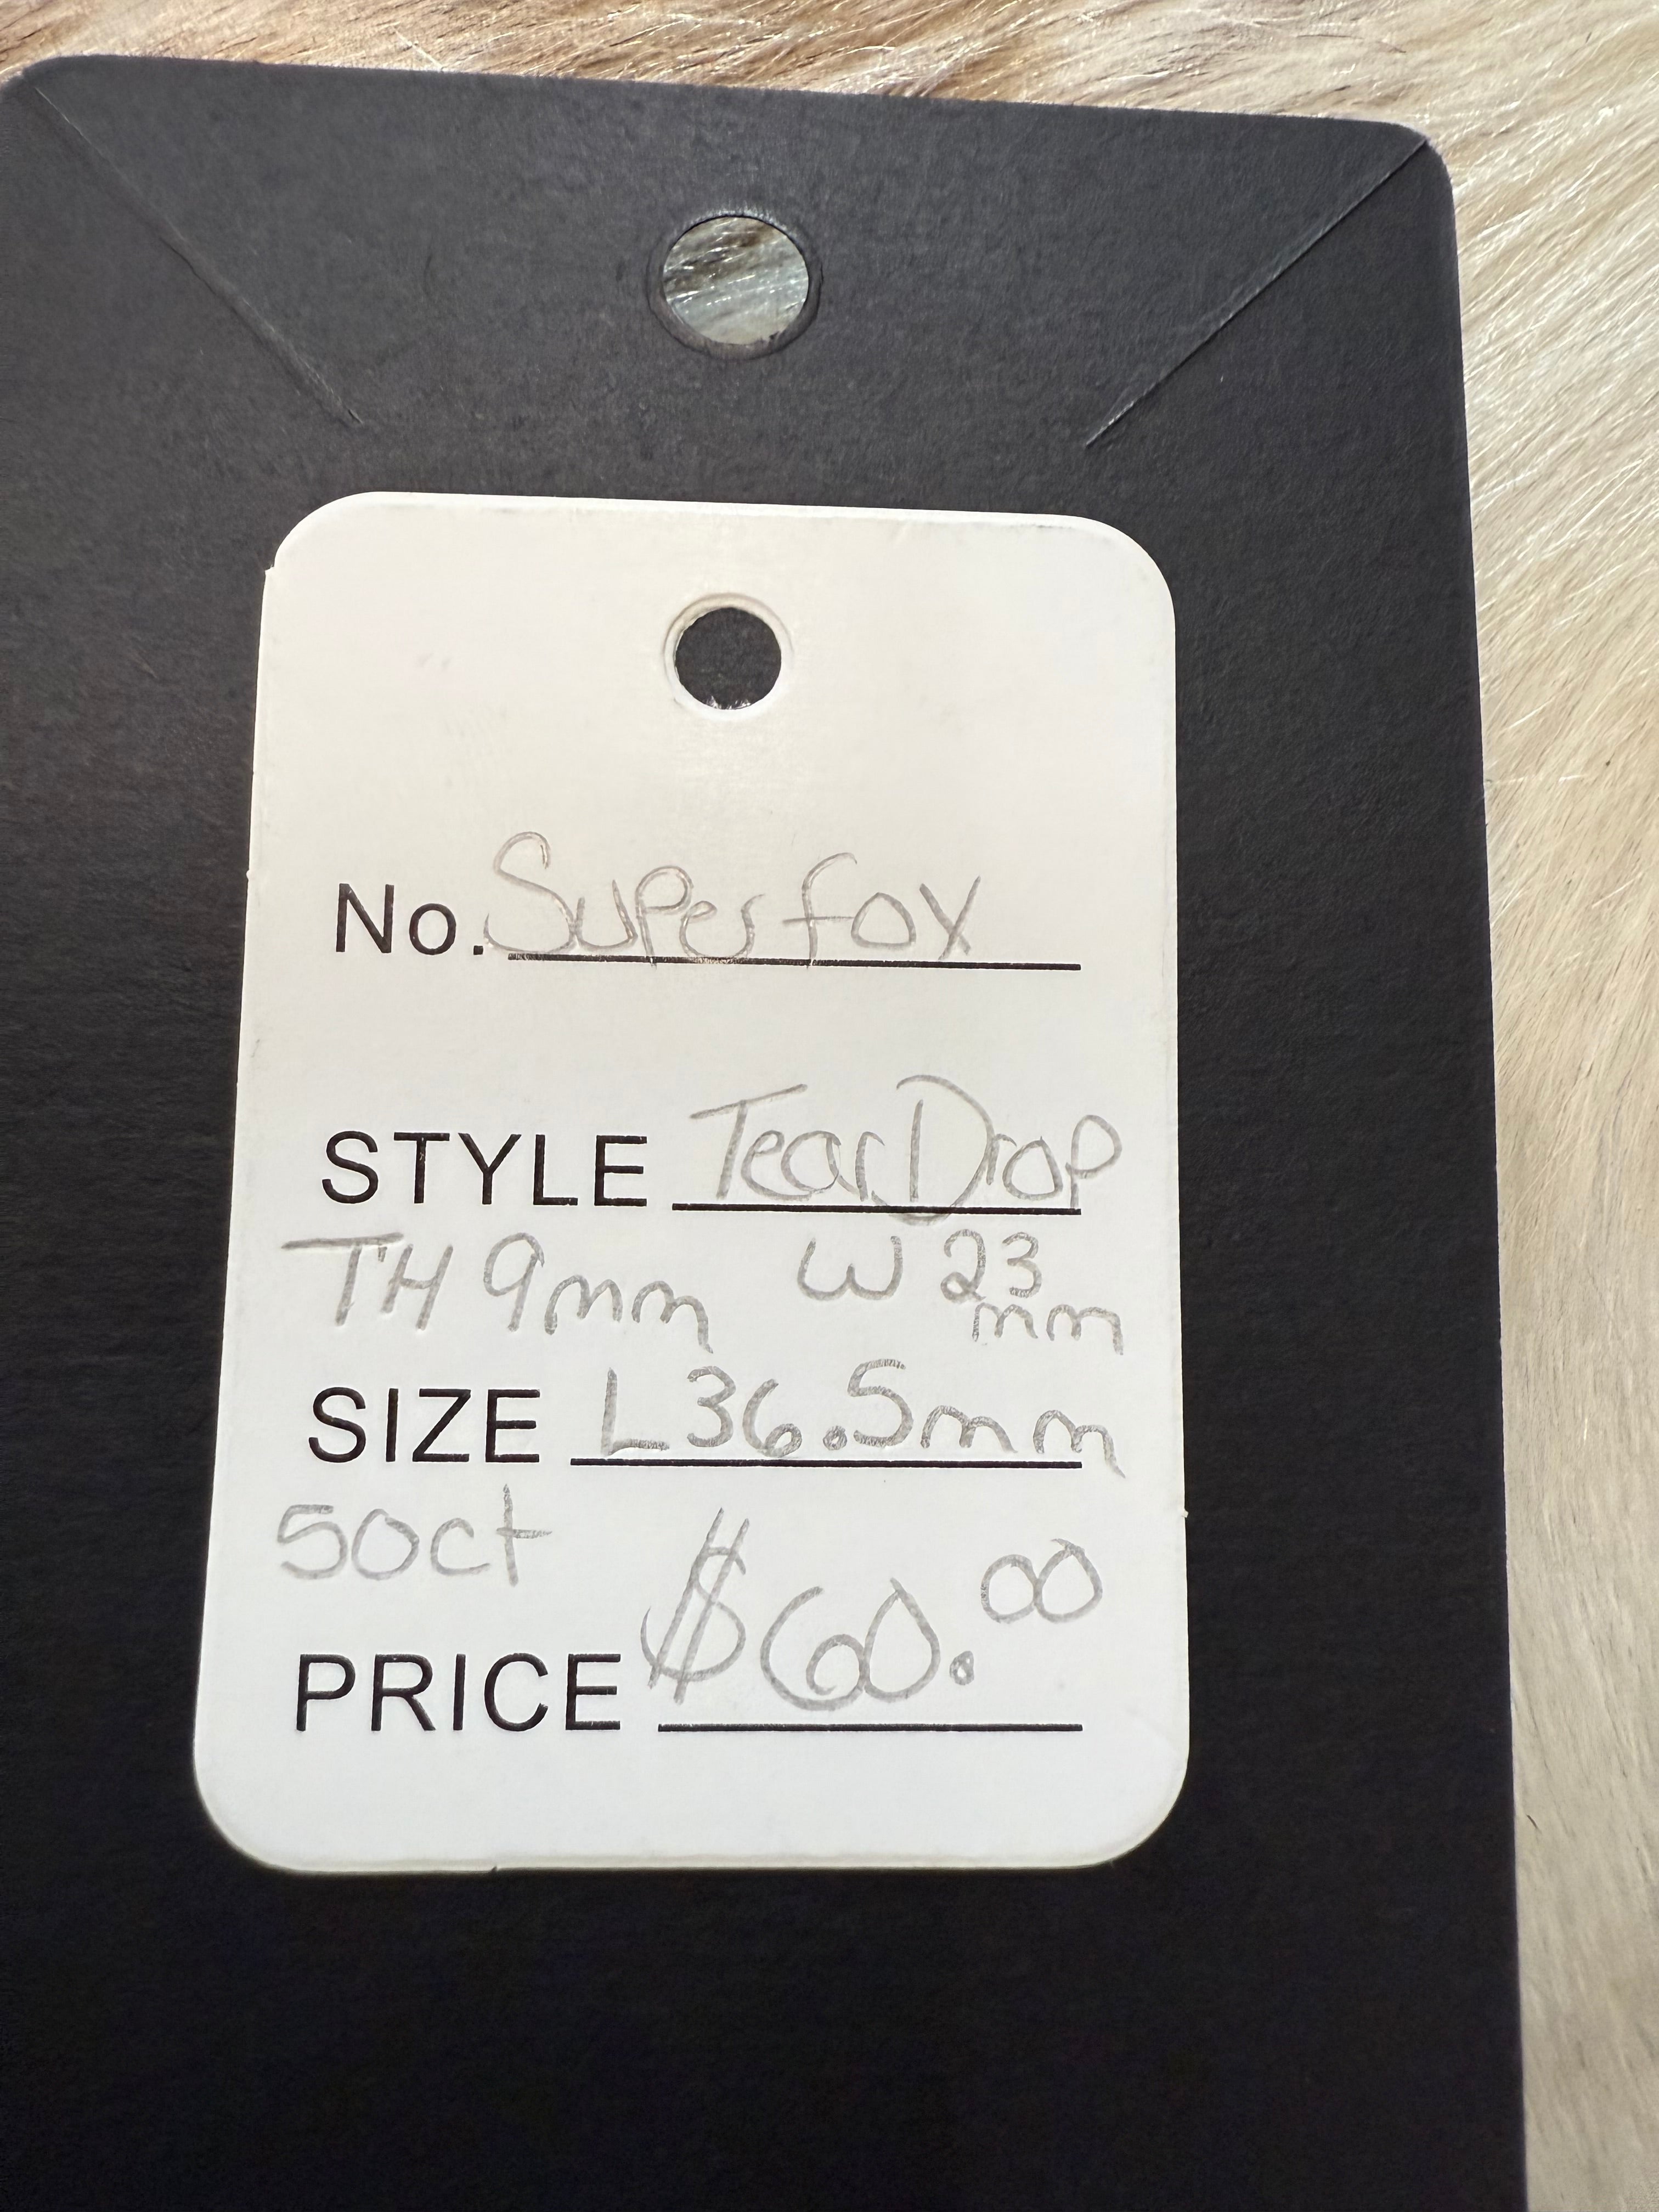 No. Superfox
STYLE TearDrop
TH 9mm W 23
mm
SIZE L36.5mm
50ct
PRICE $60.00